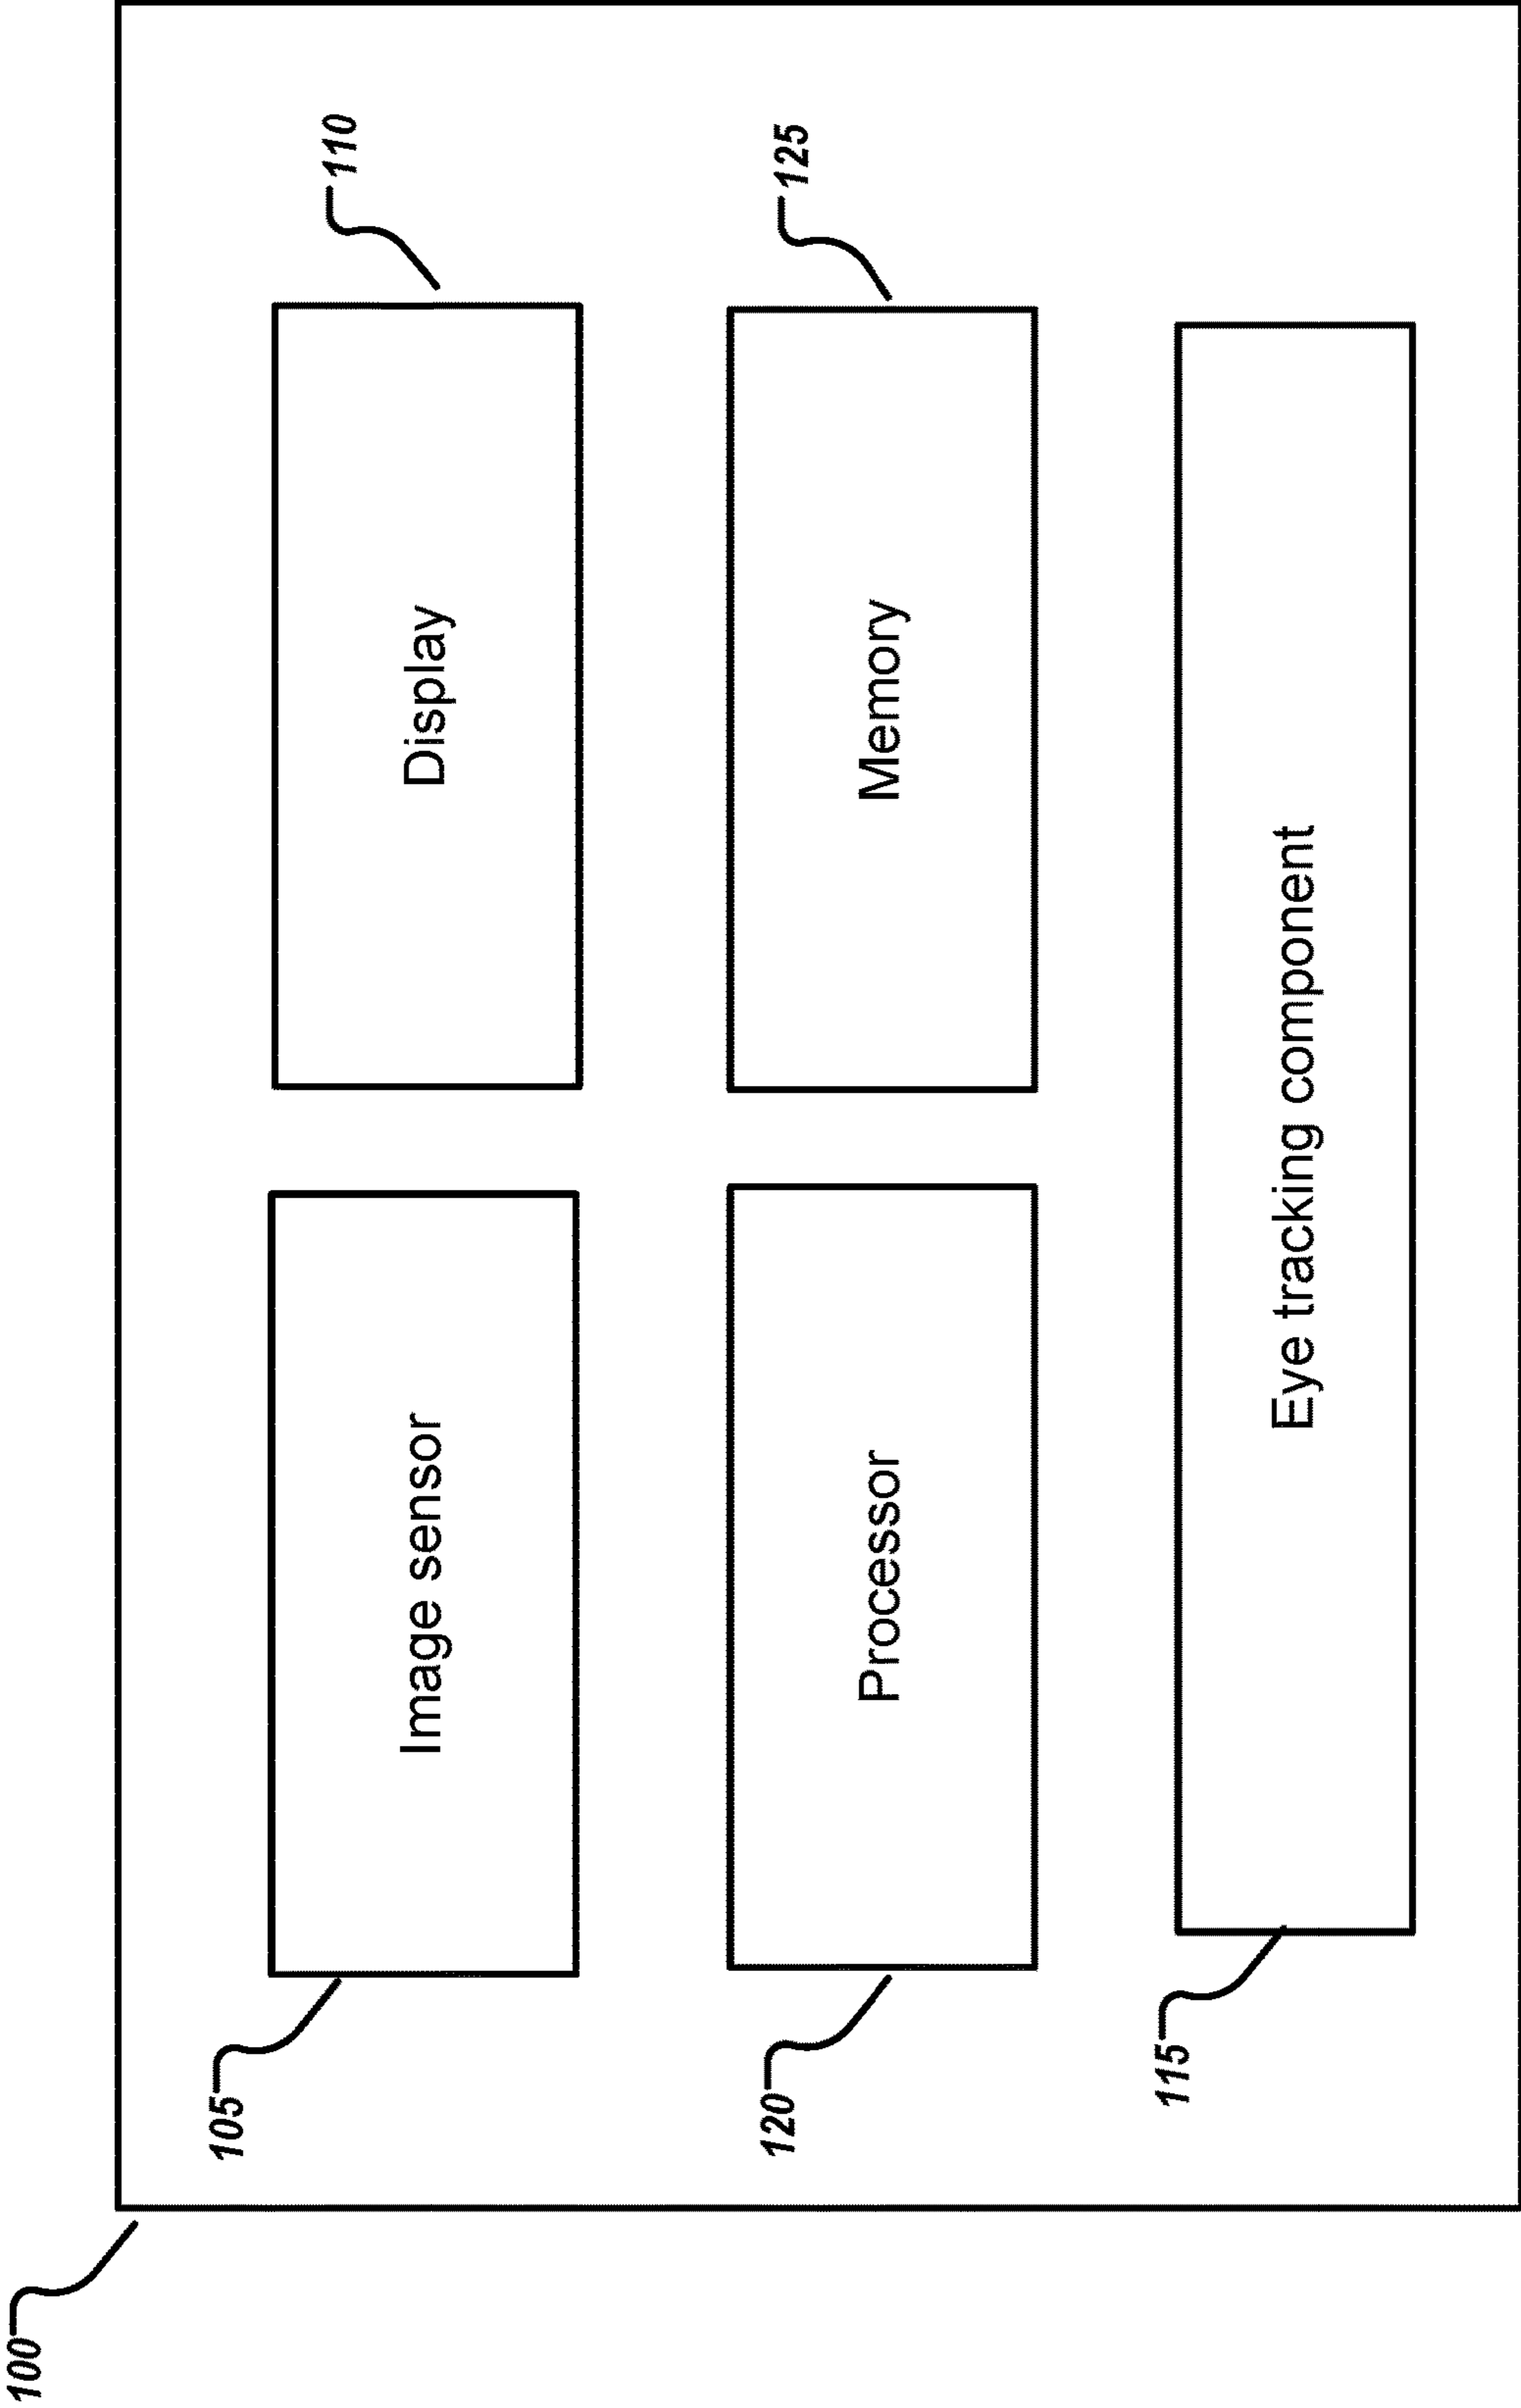 100
105
Image sensor
Display
110
120
Processor
Memory
125
115
Eye tracking component